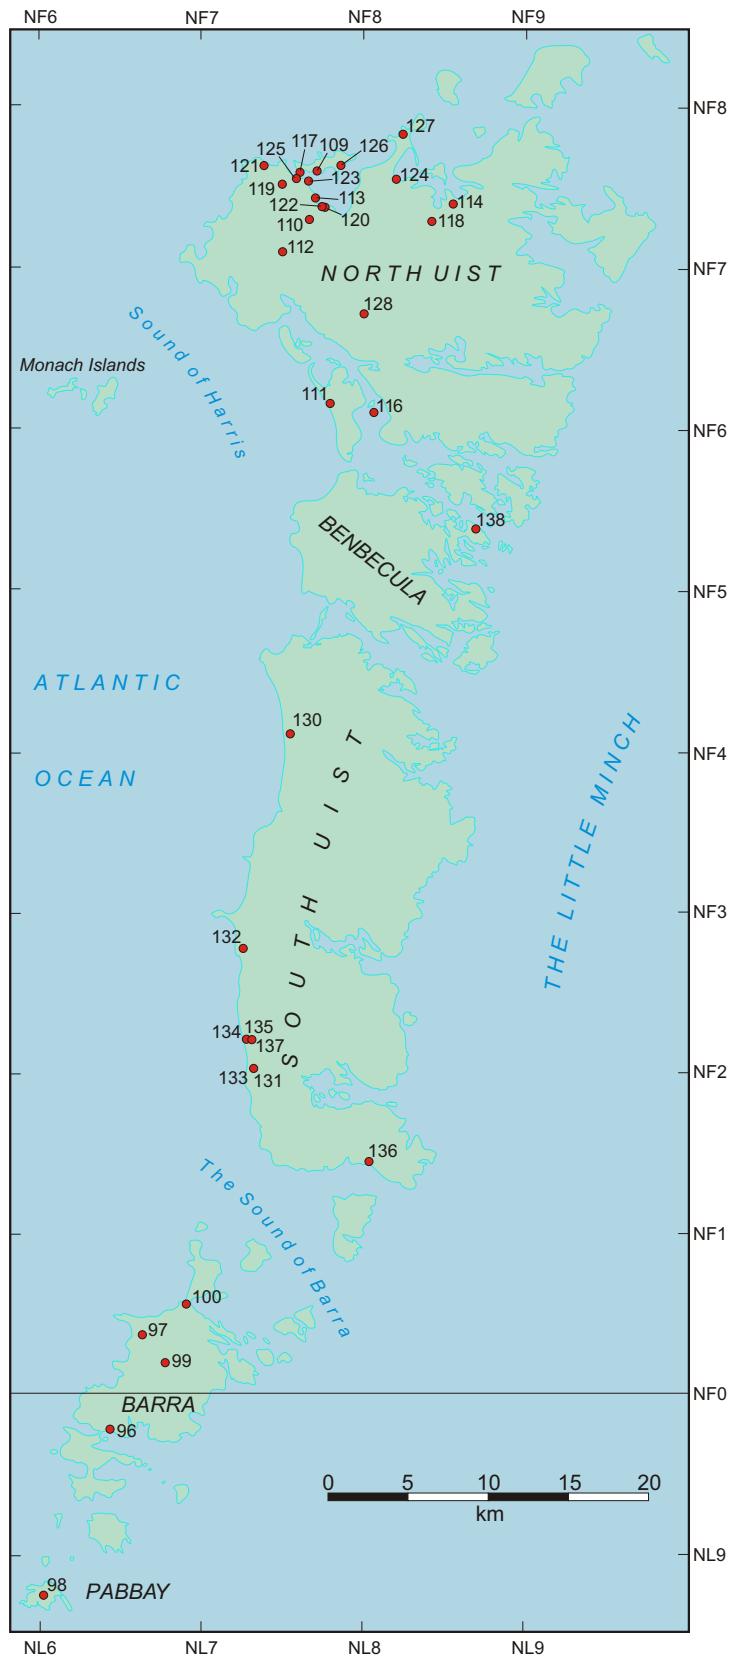 NF6 NF7 NF8 NF9
NF8
127
117
109
126
125
121
123
124
119
113
114
122
120
118
110
112
NORTH UIST
NF7
128
Sound of Harris
Monach Islands
111
116
NF6
138
BENBECULA
NF5
ATLANTIC
130
OCEAN
NF4
SOUTH UIST
THE LITTLE MINCH
NF3
132
134
135
137
133
131
NF2
136
The Sound of Barra
NF1
100
97
99
NF0
BARRA
96
0 5 10 15 20
km
NL9
98
PABBAY
NL6 NL7 NL8 NL9